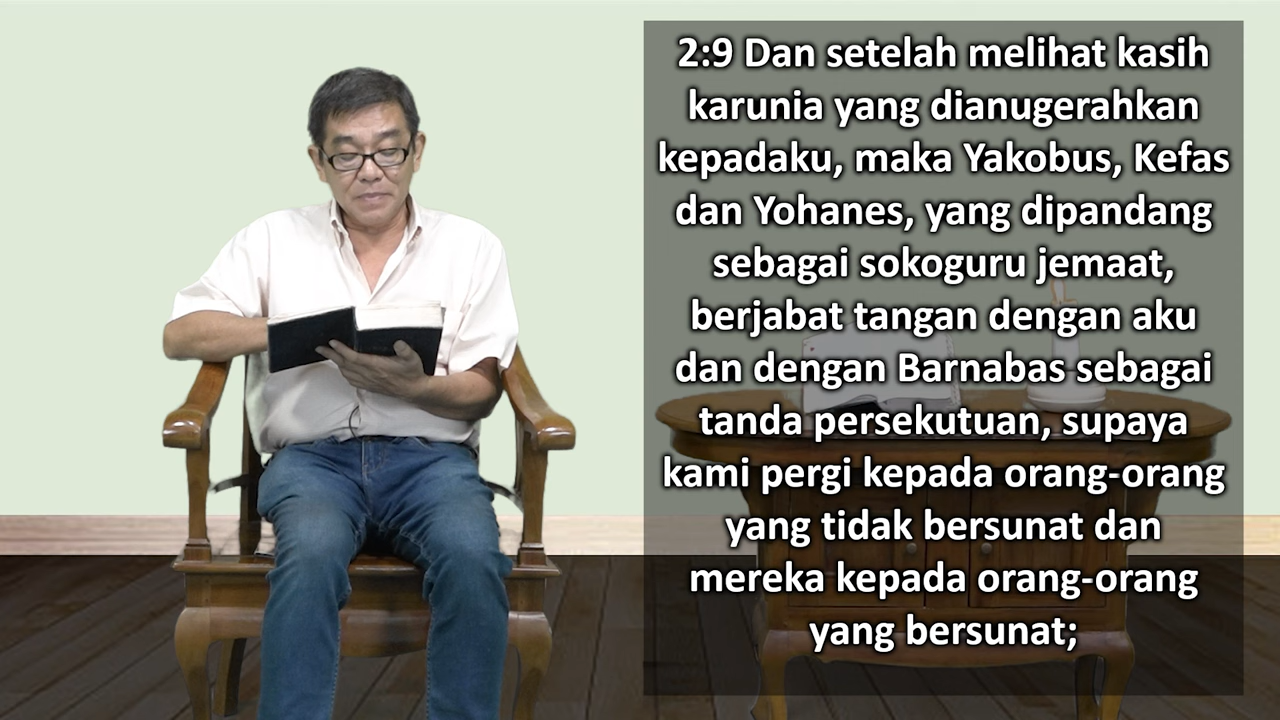 2:9 Dan setelah melihat kasih
karunia yang dianugerahkan
kepadaku, maka Yakobus, Kefas
dan Yohanes, yang dipandang
sebagai sokoguru jemaat,
berjabat tangan dengan aku
dan dengan Barnabas sebagai
tanda persekutuan, supaya
kami pergi kepada orang-orang
yang tidak bersunat dan
mereka kepada orang-orang
yang bersunat;